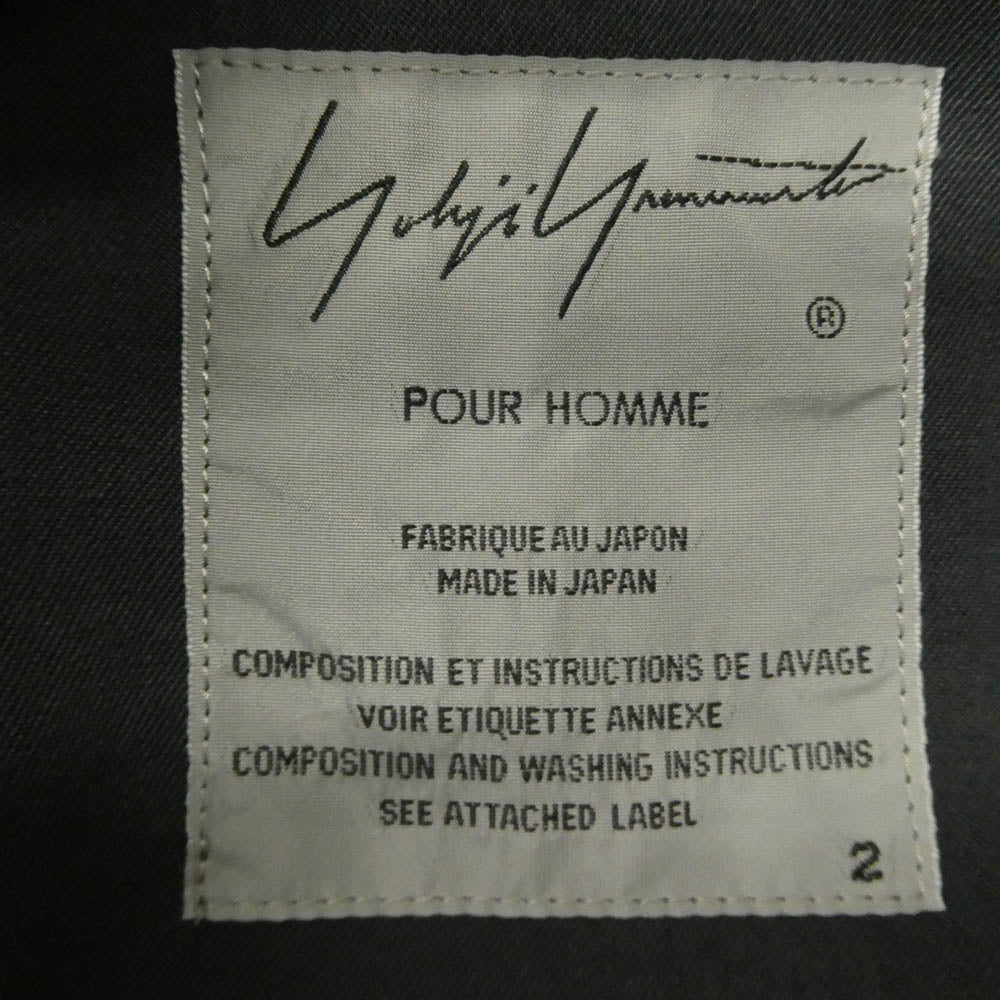 Yohji Yamamoto
®
POUR HOMME
FABRIQUE AU JAPON
MADE IN JAPAN
COMPOSITION ET INSTRUCTIONS DE LAVAGE
VOIR ETIQUETTE ANNEXE
COMPOSITION AND WASHING INSTRUCTIONS
SEE ATTACHED LABEL
2